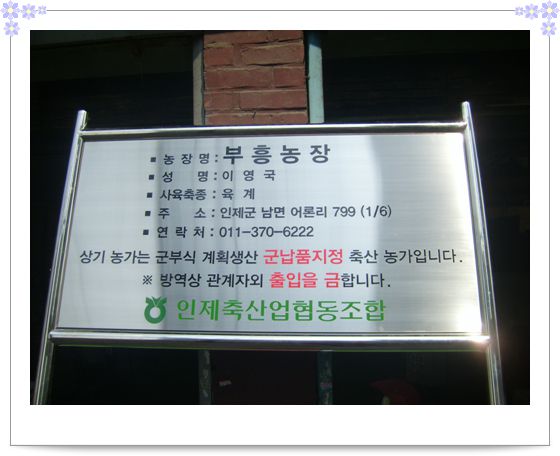 ▪ 농 장 명 : 부 흥 농 장
▪ 성 명 : 이 영 국
▪ 사육축종 : 육 계
▪ 주 소 : 인제군 남면 어론리 799 (1/6)
▪ 연 락 처 : 011-370-6222
상기 농가는 군부식 계획생산 군납품지정 축산 농가입니다.
※ 방역상 관계자외 출입을 금합니다.
인제축산업협동조합